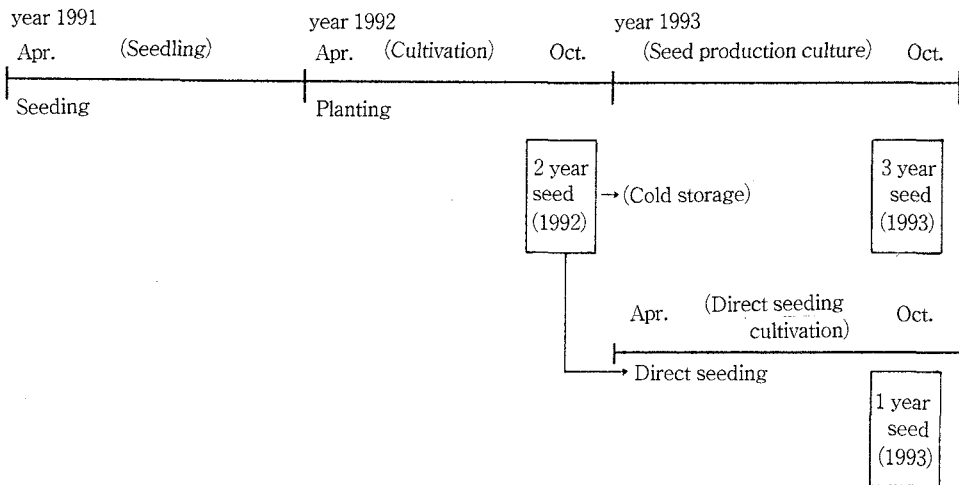 year 1991
year 1992
year 1993
Apr.
(Seedling)
Apr.
(Cultivation)
Oct.
(Seed production culture)
Oct.
Seeding
Planting
2 year
seed
(1992)
→(Cold storage)
3 year
seed
(1993)
Apr.
(Direct seeding
cultivation)
Oct.
Direct seeding
1 year
seed
(1993)